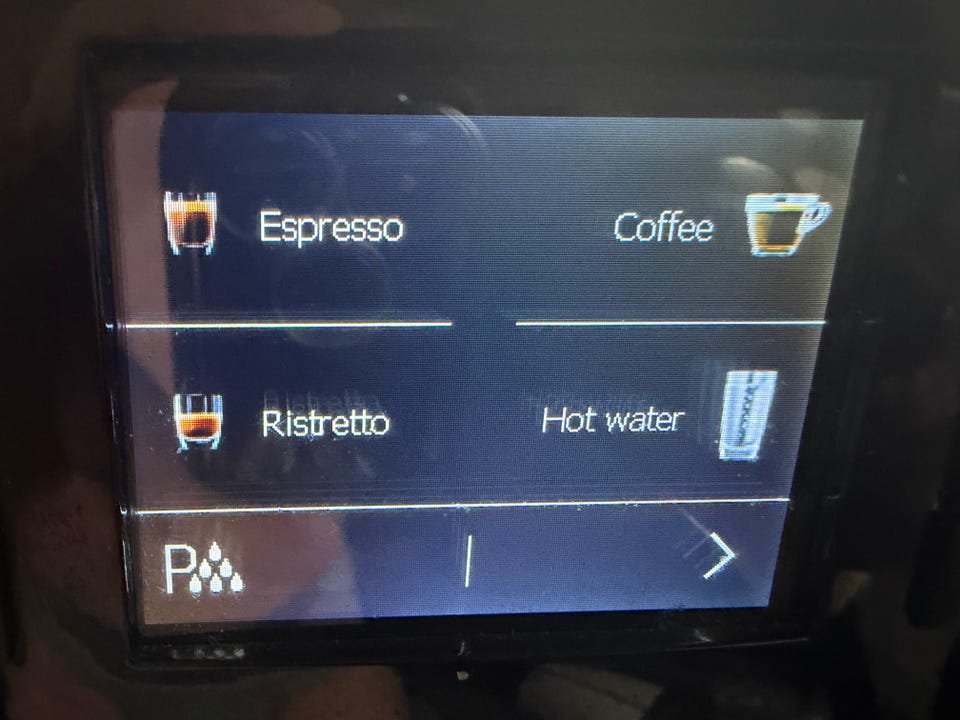 Espresso
Coffee
Ristretto
Hot water
P